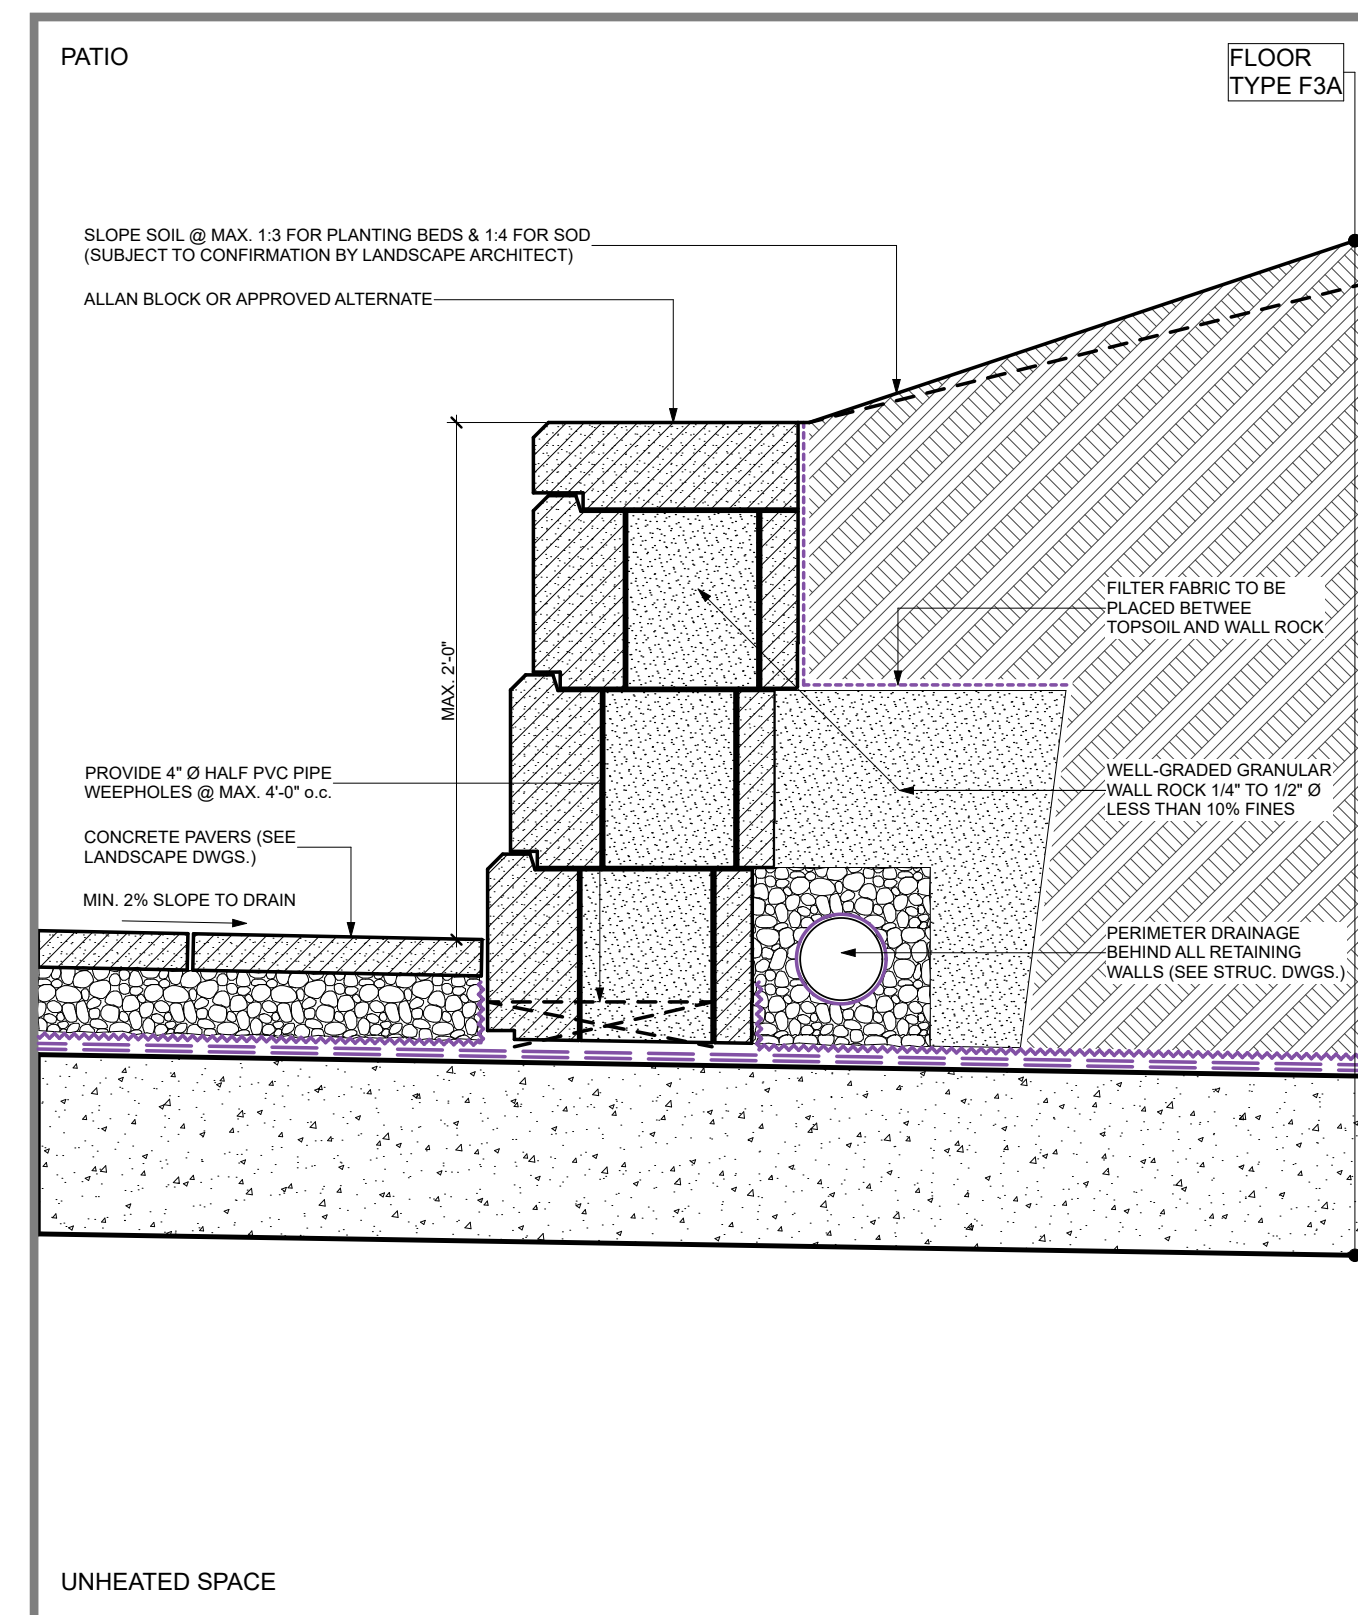 PATIO
FLOOR
TYPE F3A
SLOPE SOIL @ MAX. 1:3 FOR PLANTING BEDS & 1:4 FOR SOD
(SUBJECT TO CONFIRMATION BY LANDSCAPE ARCHITECT)
ALLAN BLOCK OR APPROVED ALTERNATE
FILTER FABRIC TO BE
PLACED BETWEE
TOPSOIL AND WALL ROCK
MAX. 2'-0"
PROVIDE 4" Ø HALF PVC PIPE
WEEPHOLES @ MAX. 4'-0" o.c.
WELL-GRADED GRANULAR
WALL ROCK 1/4" TO 1/2" Ø
LESS THAN 10% FINES
CONCRETE PAVERS (SEE
LANDSCAPE DWGS.)
MIN. 2% SLOPE TO DRAIN
PERIMETER DRAINAGE
BEHIND ALL RETAINING
WALLS (SEE STRUC. DWGS.)
UNHEATED SPACE